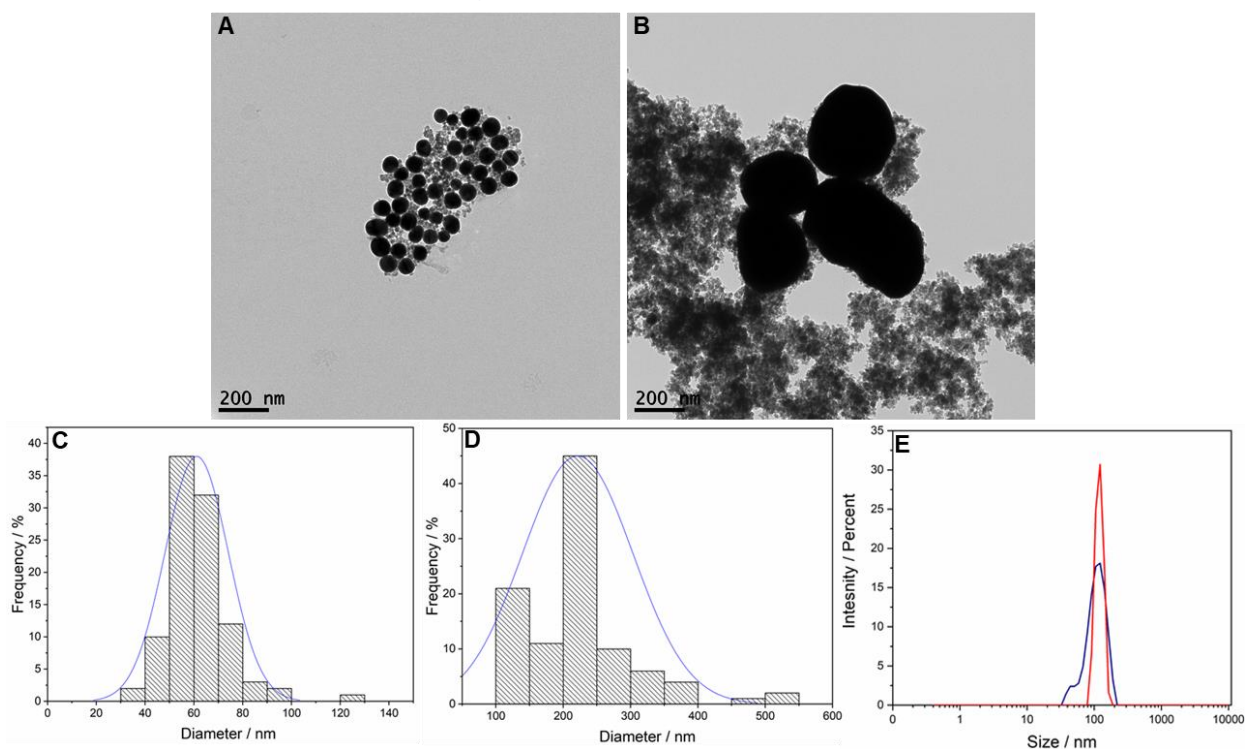 A
B
200 nm
200 nm
C
40
35
30
25
20
15
10
5
0
Frequency / %
0 20 40 60 80 100 120 140
Diameter / nm
D
50
40
30
20
10
0
Frequency / %
100 200 300 400 500 600
Diameter / nm
E
35
30
25
20
15
10
5
0
Intesnity / Percent
0 1 10 100 1000 10000
Size / nm